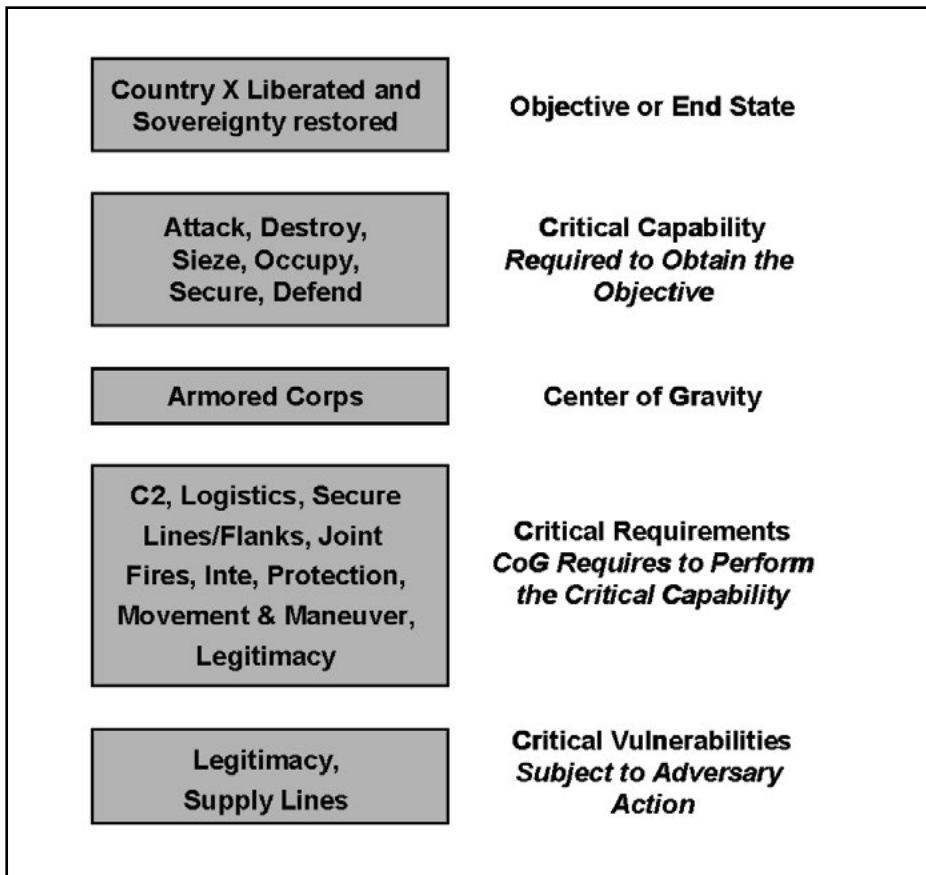 Country X Liberated and
Sovereignty restored
Objective or End State
Attack, Destroy,
Sieze, Occupy,
Secure, Defend
Critical Capability
Required to Obtain the
Objective
Armored Corps
Center of Gravity
C2, Logistics, Secure
Lines/Flanks, Joint
Fires, Inte, Protection,
Movement & Maneuver,
Legitimacy
Critical Requirements
CoG Requires to Perform
the Critical Capability
Legitimacy,
Supply Lines
Critical Vulnerabilities
Subject to Adversary
Action